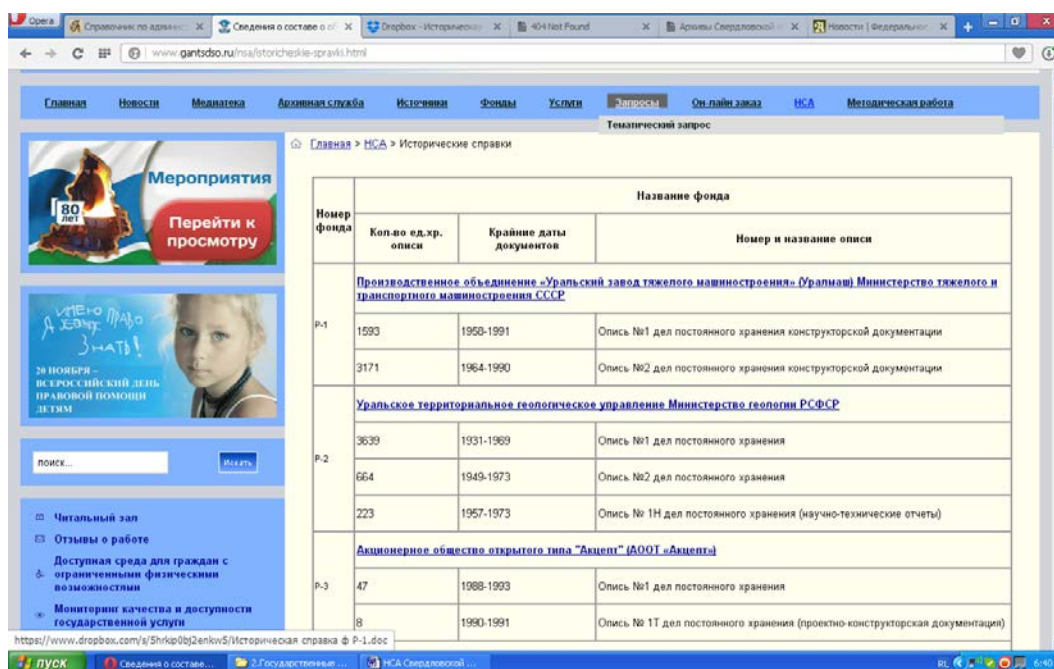 Opera
Справочник по админист
Сведения о составе о
Dropbox - Историческ
404 Not Found
Архивы Свердловской
Новости | Федерально
www.gantsdso.ru/nsa/istoricheskie-spravki.html
Главная Новости Медиатека Архивная служба Источники Фонды Услуги Запросы Он-лайн заказ НСА Методическая работа
Тематический запрос
Главная > НСА > Исторические справки
80 лет
Мероприятия
Перейти к просмотру
ИМЕЮ ПРАВО
ЗНАТЬ!
20 НОЯБРЯ –
ВСЕРОССИЙСКИЙ ДЕНЬ
ПРАВОВОЙ ПОМОЩИ
ДЕТЯМ
поиск...
Искать
Читальный зал
Отзывы о работе
Доступная среда для граждан с
ограниченными физическими
возможностями
Мониторинг качества и доступности
государственной услуги
Номер фонда
Название фонда
Кол-во ед.хр. описи
Крайние даты документов
Номер и название описи
Р-1
Производственное объединение «Уральский завод тяжелого машиностроения» (Уралмаш) Министерство тяжелого и
транспортного машиностроения СССР
1593 1958-1991 Опись №1 дел постоянного хранения конструкторской документации
3171 1964-1990 Опись №2 дел постоянного хранения конструкторской документации
Р-2
Уральское территориальное геологическое управление Министерство геологии РСФСР
3639 1931-1969 Опись №1 дел постоянного хранения
664 1949-1973 Опись №2 дел постоянного хранения
223 1957-1973 Опись № 1Н дел постоянного хранения (научно-технические отчеты)
Р-3
Акционерное общество открытого типа "Акцепт" (АООТ «Акцепт»)
47 1988-1993 Опись №1 дел постоянного хранения
8 1990-1991 Опись № 1Т дел постоянного хранения (проектно-конструкторская документация)
https://www.dropbox.com/s/5hrkip0bj2enkw5/Историческая справка ф Р-1.doc
пуск
Сведения о составе...
2.Государственные ...
НСА Свердловской ...
RL
6:40